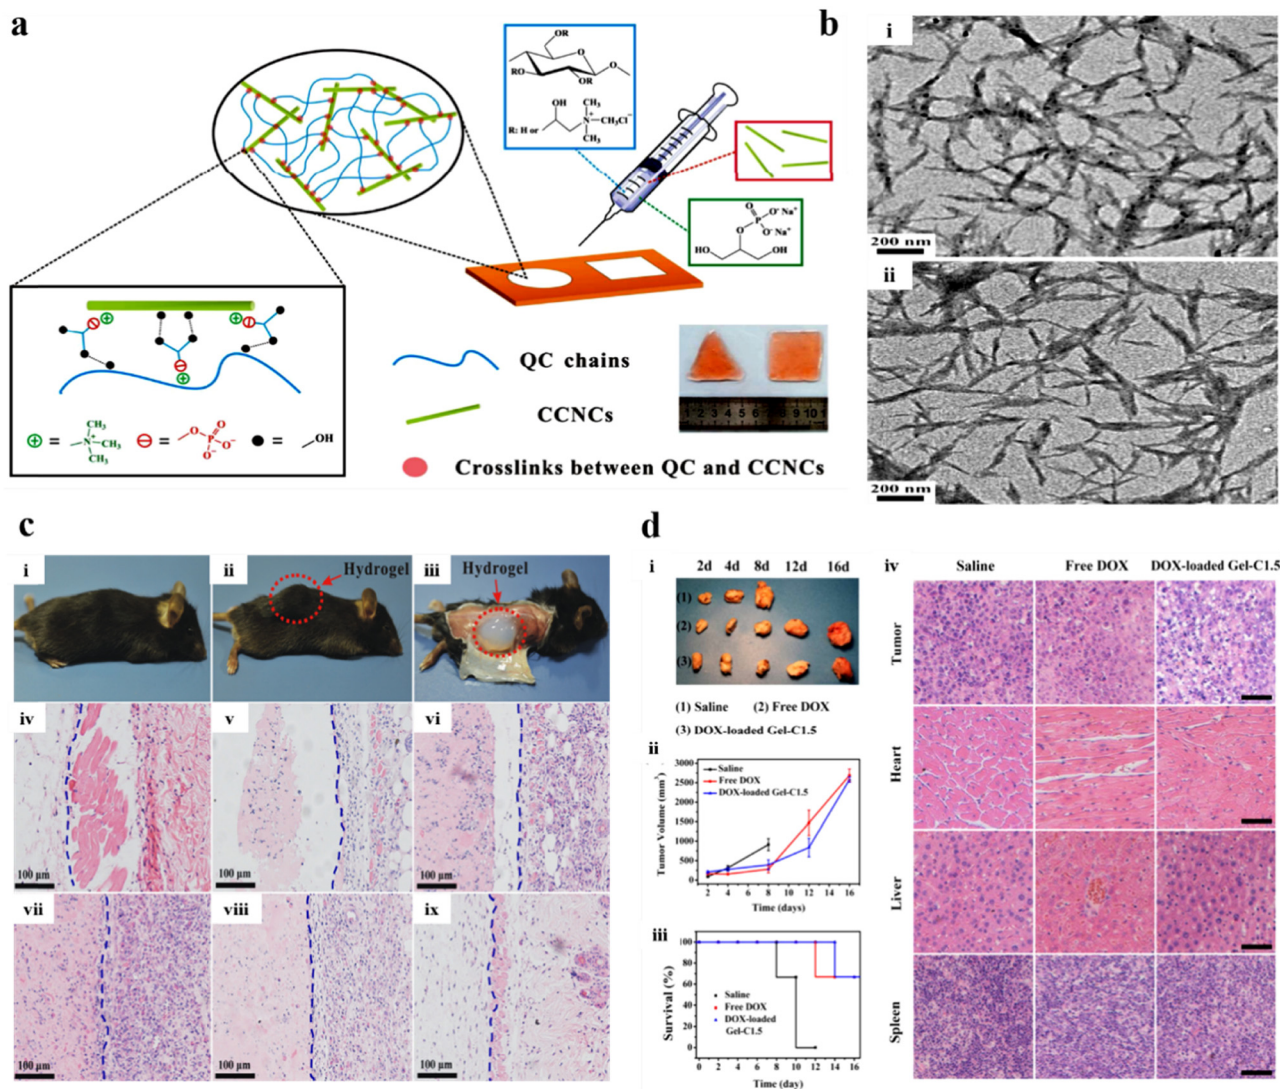 a
OR
O
RO
OR
O
OH
CH₃
R: H or
N⁺
CH₂Cl⁻
CH₃
O
O⁻ Na⁺
P
O
O⁻ Na⁺
HO
OH
QC chains
CCNCs
Crosslinks between QC and CCNCs
⊕ =
CH₃
N⁺
CH₃
CH₃
⊖ =
O
O
P
O⁻
O⁻
● =
OH
1 2 3 4 5 6 7 8 9 10 1
b
i
200 nm
ii
200 nm
c
i
ii
Hydrogel
iii
Hydrogel
iv
100 μm
v
100 μm
vi
100 μm
vii
100 μm
viii
100 μm
ix
100 μm
d
i
2d 4d 8d 12d 16d
(1)
(2)
(3)
(1) Saline (2) Free DOX
(3) DOX-loaded Gel-C1.5
ii
Tumor Volume (mm³)
3000
2500
2000
1500
1000
500
0
Saline
Free DOX
DOX-loaded Gel-C1.5
2 4 6 8 10 12 14 16
Time (days)
iii
Survival (%)
100
80
60
40
20
0
Saline
Free DOX
DOX-loaded
Gel-C1.5
0 2 4 6 8 10 12 14 16
Time (day)
iv
Saline Free DOX DOX-loaded Gel-C1.5
Tumor
Heart
Liver
Spleen